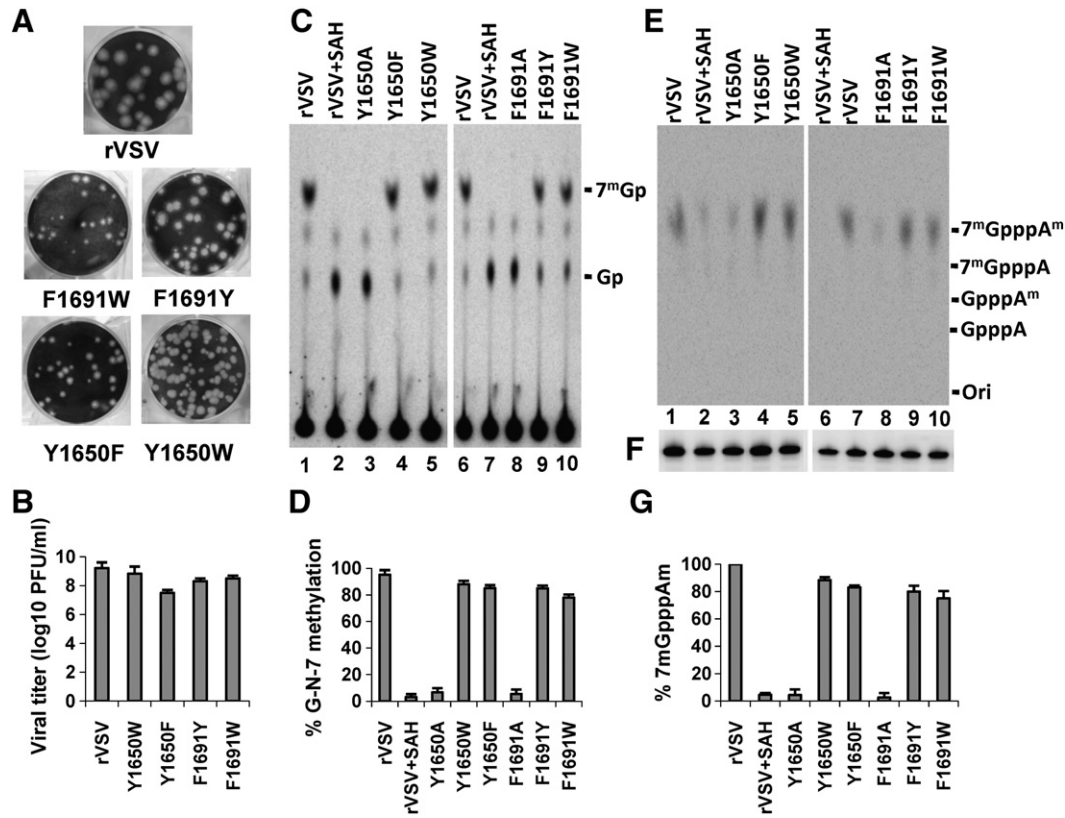 A
rVSV
F1691W F1691Y
Y1650F Y1650W
B
Viral titer (log10 PFU/ml)
10
8
6
4
2
0
rVSV
Y1650W
Y1650F
F1691Y
F1691W
C
rVSV
rVSV+SAH
Y1650A
Y1650F
Y1650W
rVSV
rVSV+SAH
F1691A
F1691Y
F1691W
7mGp
Gp
1 2 3 4 5 6 7 8 9 10
D
% G-N-7 methylation
100
80
60
40
20
0
rVSV
rVSV+SAH
Y1650A
Y1650W
Y1650F
F1691A
F1691Y
F1691W
E
rVSV
rVSV+SAH
Y1650A
Y1650F
Y1650W
rVSV+SAH
rVSV
F1691A
F1691Y
F1691W
7mGpppAm
7mGpppA
GpppAm
GpppA
Ori
1 2 3 4 5 6 7 8 9 10
F
G
% 7mGpppAm
100
80
60
40
20
0
rVSV
rVSV+SAH
Y1650A
Y1650W
Y1650F
F1691A
F1691Y
F1691W